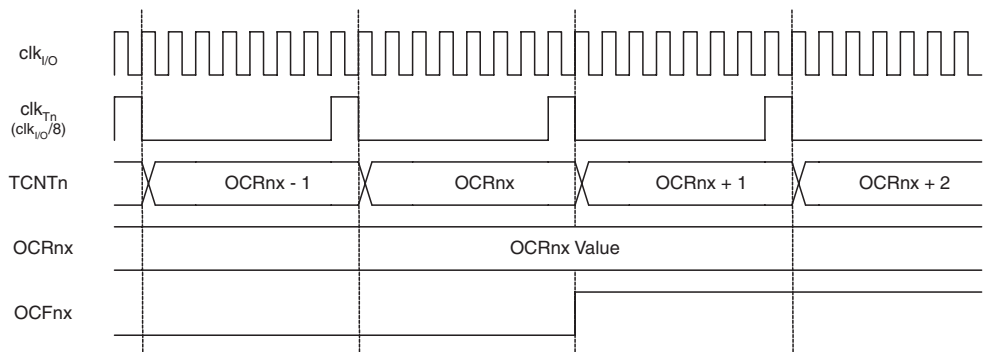 clkI/O
clkTn
(clkI/O/8)
TCNTn OCRnx - 1 OCRnx OCRnx + 1 OCRnx + 2
OCRnx OCRnx Value
OCFnx